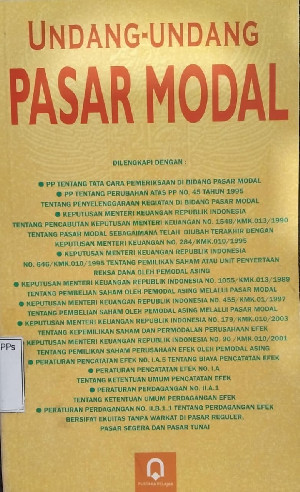 UNDANG-UNDANG
PASAR MODAL
DILENGKAPI DENGAN :
● PP TENTANG TATA CARA PEMERIKSAAN DI BIDANG PASAR MODAL
● PP TENTANG PERUBAHAN ATAS PP NO. 45 TAHUN 1995
TENTANG PENYELENGGARAAN KEGIATAN DI BIDANG PASAR MODAL
● KEPUTUSAN MENTERI KEUANGAN REPUBLIK INDONESIA
TENTANG PENCABUTAN KEPUTUSAN MENTERI KEUANGAN NO. 1548/KMK.013/1990
TENTANG PASAR MODAL SEBAGAIMANA TELAH DIUBAH TERAKHIR DENGAN
KEPUTUSAN MENTERI KEUANGAN NO. 284/KMK.010/1995
● KEPUTUSAN MENTERI KEUANGAN REPUBLIK INDONESIA
NO. 646/KMK.010/1995 TENTANG PEMILIKAN SAHAM ATAU UNIT PENYERTAAN
REKSA DANA OLEH PEMODAL ASING
● KEPUTUSAN MENTERI KEUANGAN REPUBLIK INDONESIA NO. 1055/KMK.013/1989
TENTANG PEMBELIAN SAHAM OLEH PEMODAL ASING MELALUI PASAR MODAL
● KEPUTUSAN MENTERI KEUANGAN REPUBLIK INDONESIA NO. 455/KMK.01/1997
TENTANG PEMBELIAN SAHAM OLEH PEMODAL ASING MELALUI PASAR MODAL
● KEPUTUSAN MENTERI KEUANGAN REPUBLIK INDONESIA NO. 179/KMK.010/2003
TENTANG KEPEMILIKAN SAHAM DAN PERMODALAN PERUSAHAAN EFEK
KEPUTUSAN MENTERI KEUANGAN REPUBLIK INDONESIA NO. 90/KMK.010/2001
TENTANG PEMILIKAN SAHAM PERUSAHAAN EFEK OLEH PEMODAL ASING
● PERATURAN PENCATATAN EFEK NO. I.A.5 TENTANG BIAYA PENCATATAN EFEK
● PERATURAN PENCATATAN EFEK NO. I.A
TENTANG KETENTUAN UMUM PENCATATAN EFEK
● PERATURAN PERDAGANGAN NO. II.A.1
TENTANG KETENTUAN UMUM PERDAGANGAN EFEK
● PERATURAN PERDAGANGAN NO. II.D.1.1 TENTANG PERDAGANGAN EFEK
BERSIFAT EKUITAS TANPA WARKAT DI PASAR REGULER,
PASAR SEGERA DAN PASAR TUNAI
PPs